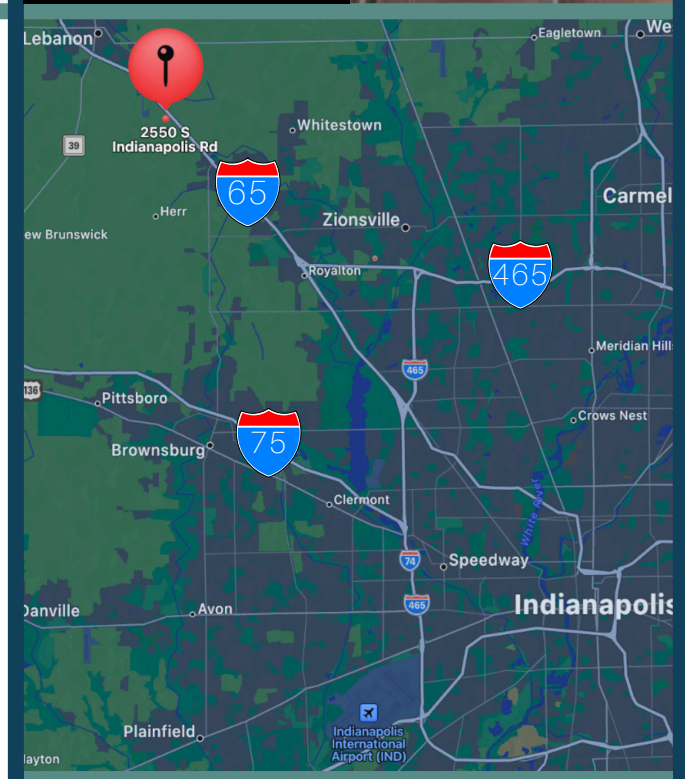 Lebanon
Eagletown
We
2550 S
Indianapolis Rd
Whitestown
39
65
Carmel
Herr
Zionsville
ew Brunswick
465
Royalton
Meridian Hill
465
136
Pittsboro
Crows Nest
75
Brownsburg
Clermont
White River
74
Speedway
465
Indianapolis
Danville
Avon
Plainfield
Indianapolis
International
Airport (IND)
layton